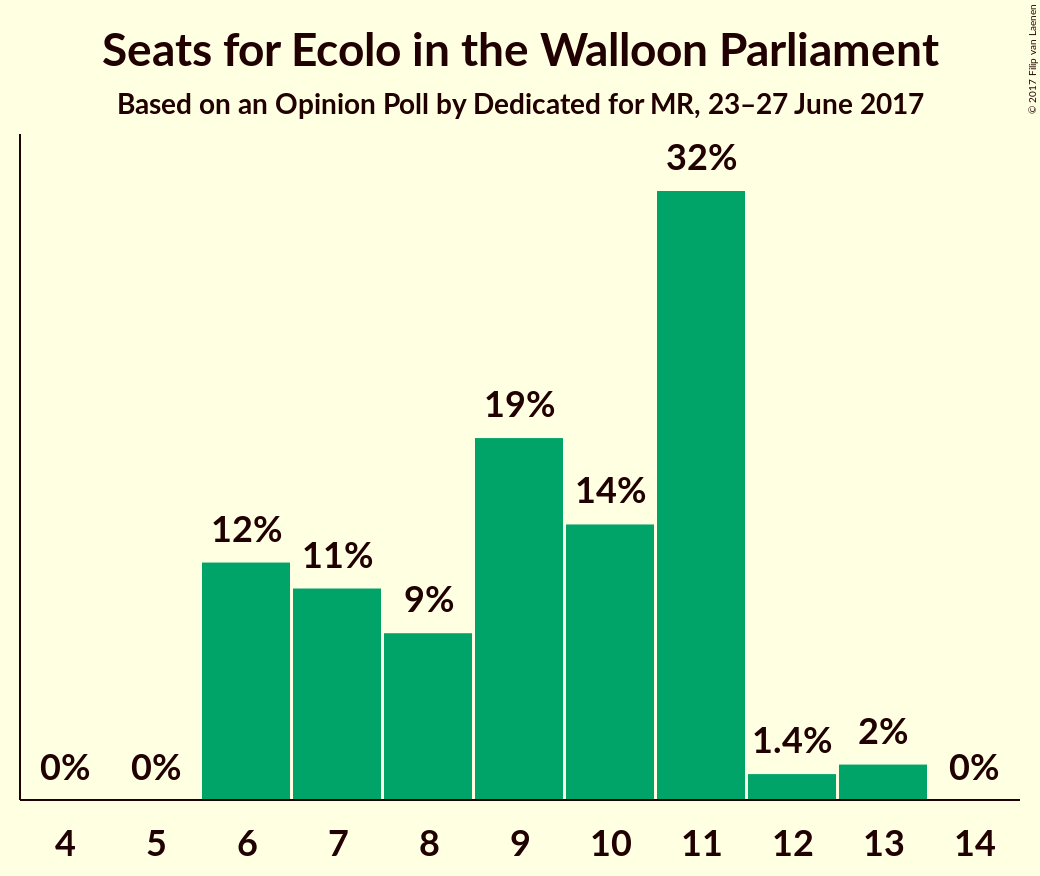 Seats for Ecolo in the Walloon Parliament
Based on an Opinion Poll by Dedicated for MR, 23–27 June 2017
© 2017 Filip van Laenen
32%
19%
14%
12%
11%
9%
2%
1.4%
0%
0%
0%
4 5 6 7 8 9 10 11 12 13 14